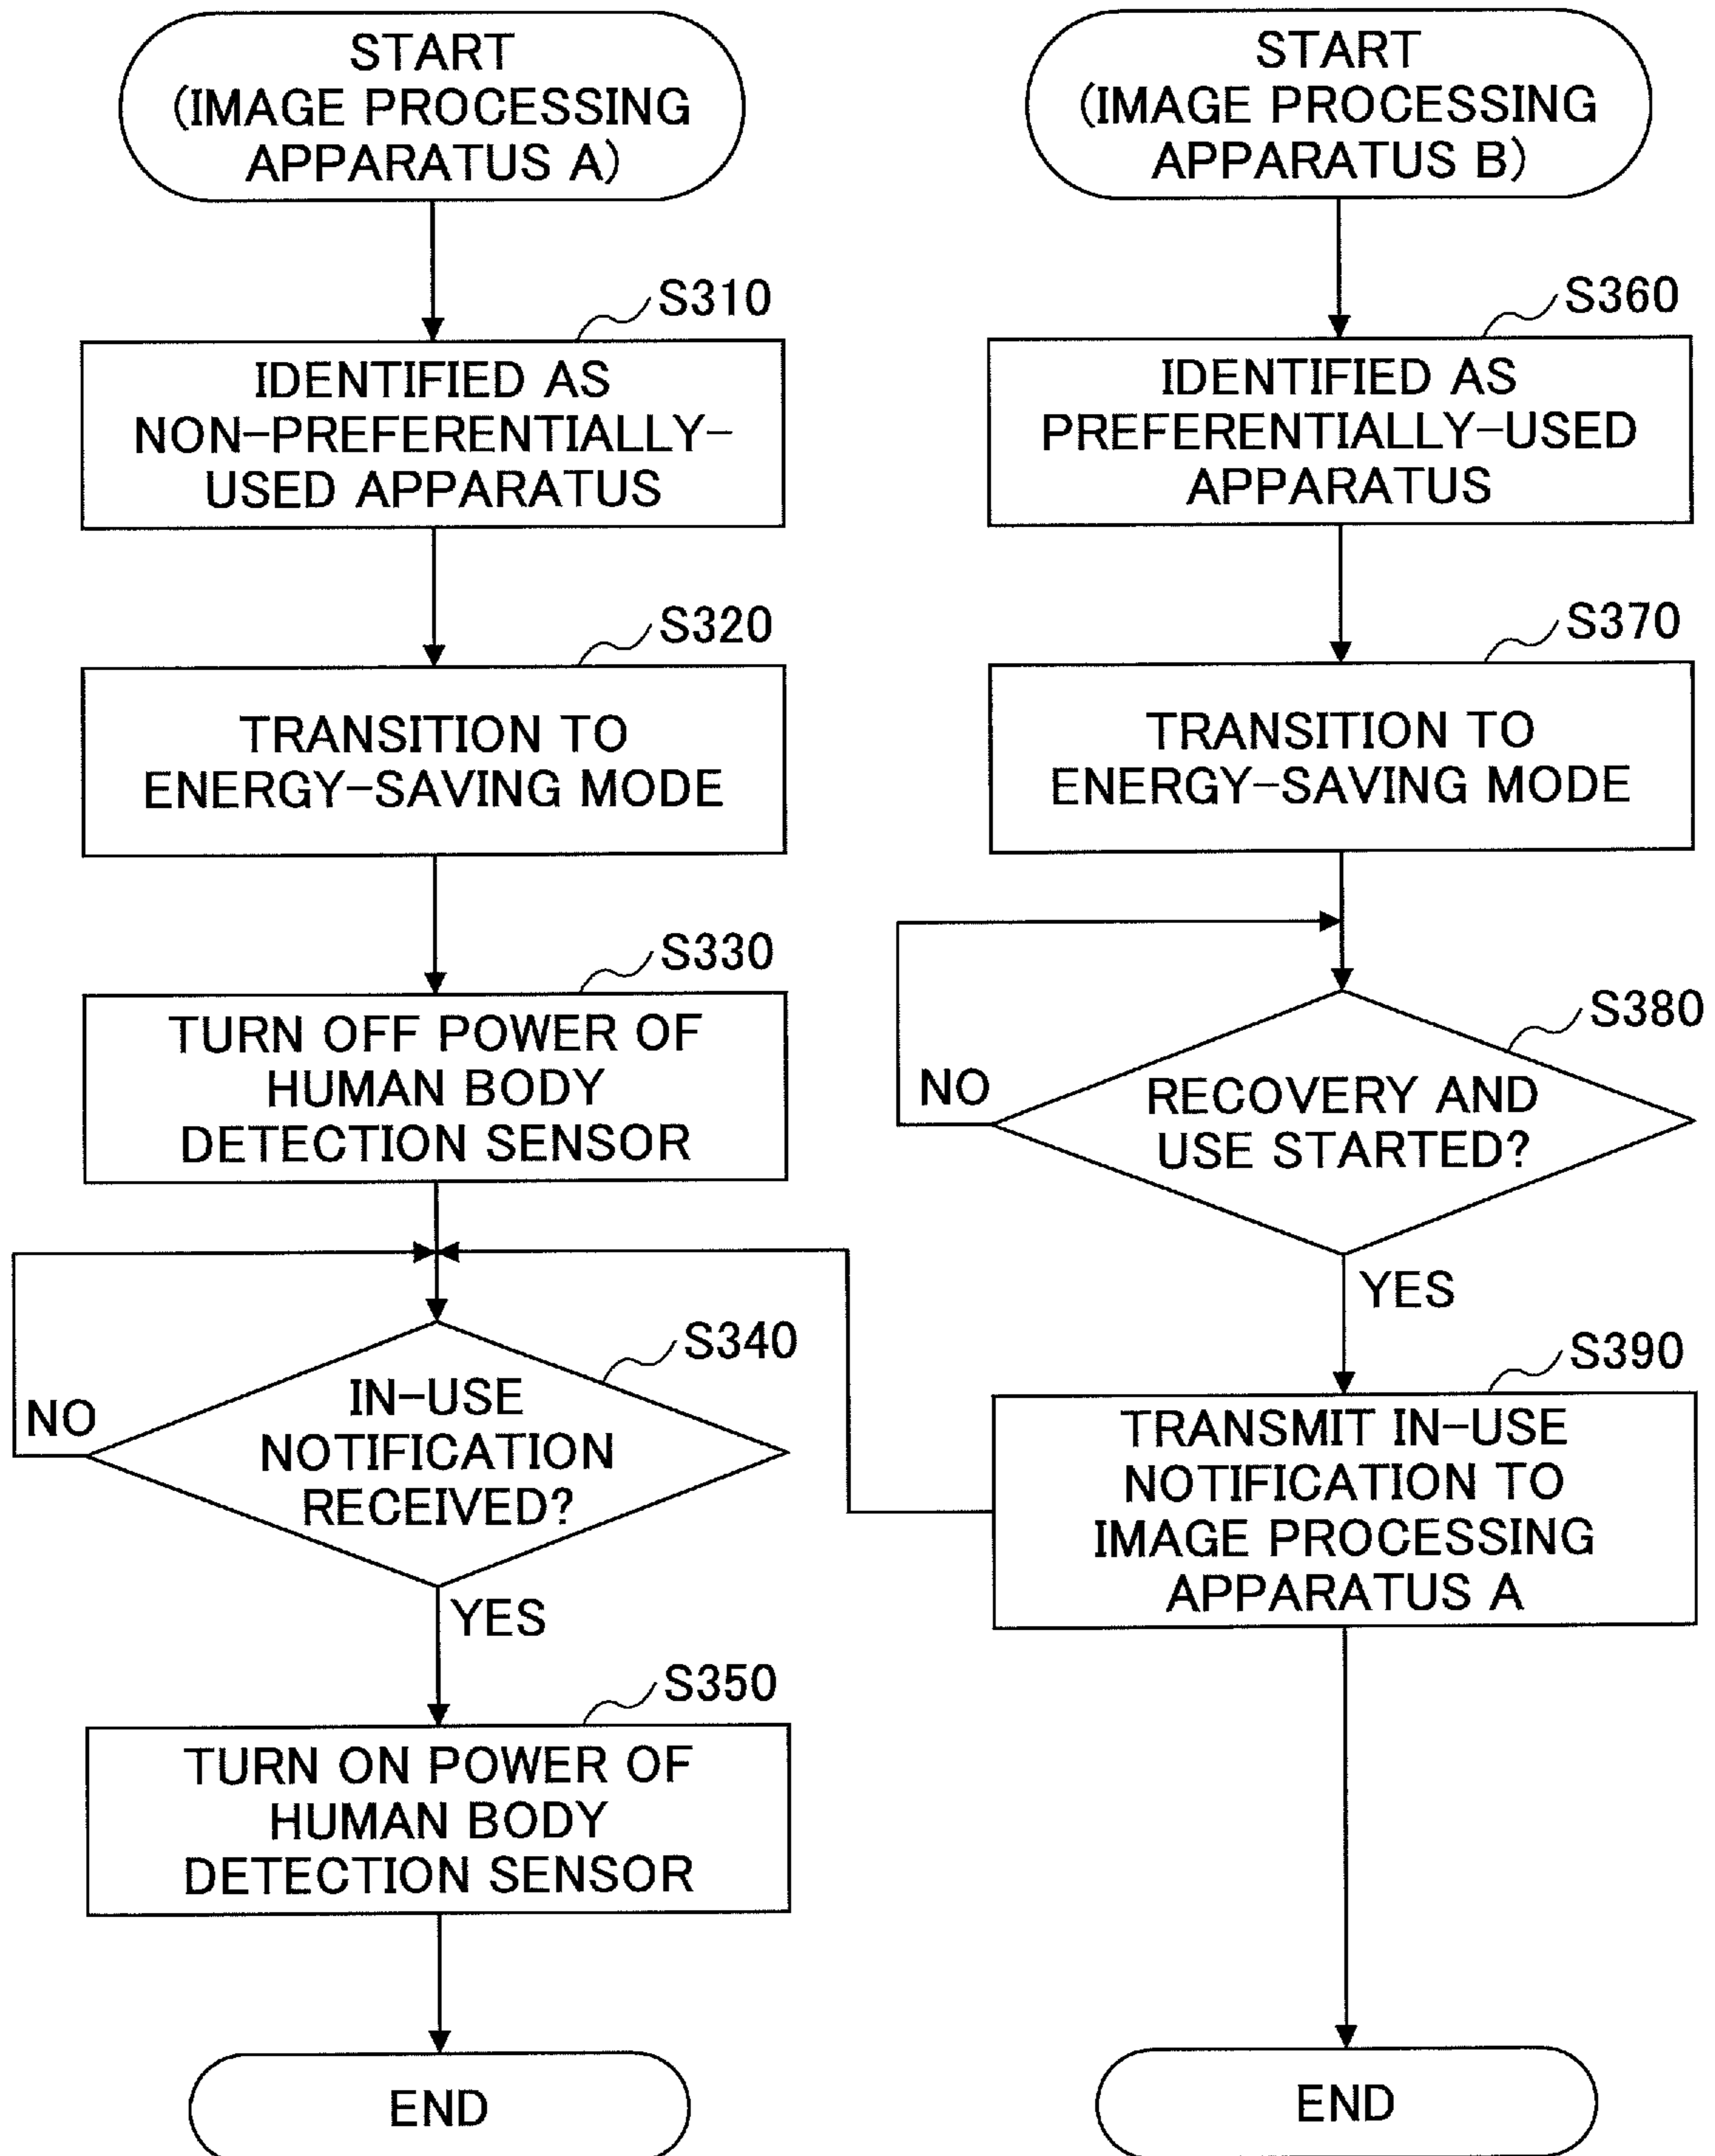 START
(IMAGE PROCESSING
APPARATUS A)
S310
IDENTIFIED AS
NON-PREFERENTIALLY-
USED APPARATUS
S320
TRANSITION TO
ENERGY-SAVING MODE
S330
TURN OFF POWER OF
HUMAN BODY
DETECTION SENSOR
S340
IN-USE
NOTIFICATION
RECEIVED?
NO
YES
S350
TURN ON POWER OF
HUMAN BODY
DETECTION SENSOR
END
START
(IMAGE PROCESSING
APPARATUS B)
S360
IDENTIFIED AS
PREFERENTIALLY-USED
APPARATUS
S370
TRANSITION TO
ENERGY-SAVING MODE
S380
RECOVERY AND
USE STARTED?
NO
YES
S390
TRANSMIT IN-USE
NOTIFICATION TO
IMAGE PROCESSING
APPARATUS A
END